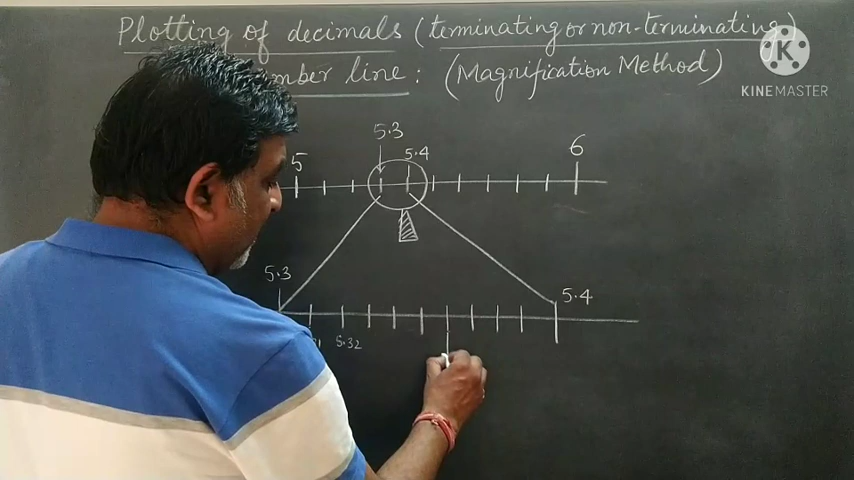 Plotting of decimals (terminating or non-terminating)
mber line : (Magnification Method)
KINEMASTER
5.3
5 5.4 6
5.3 5.4
1 5.32